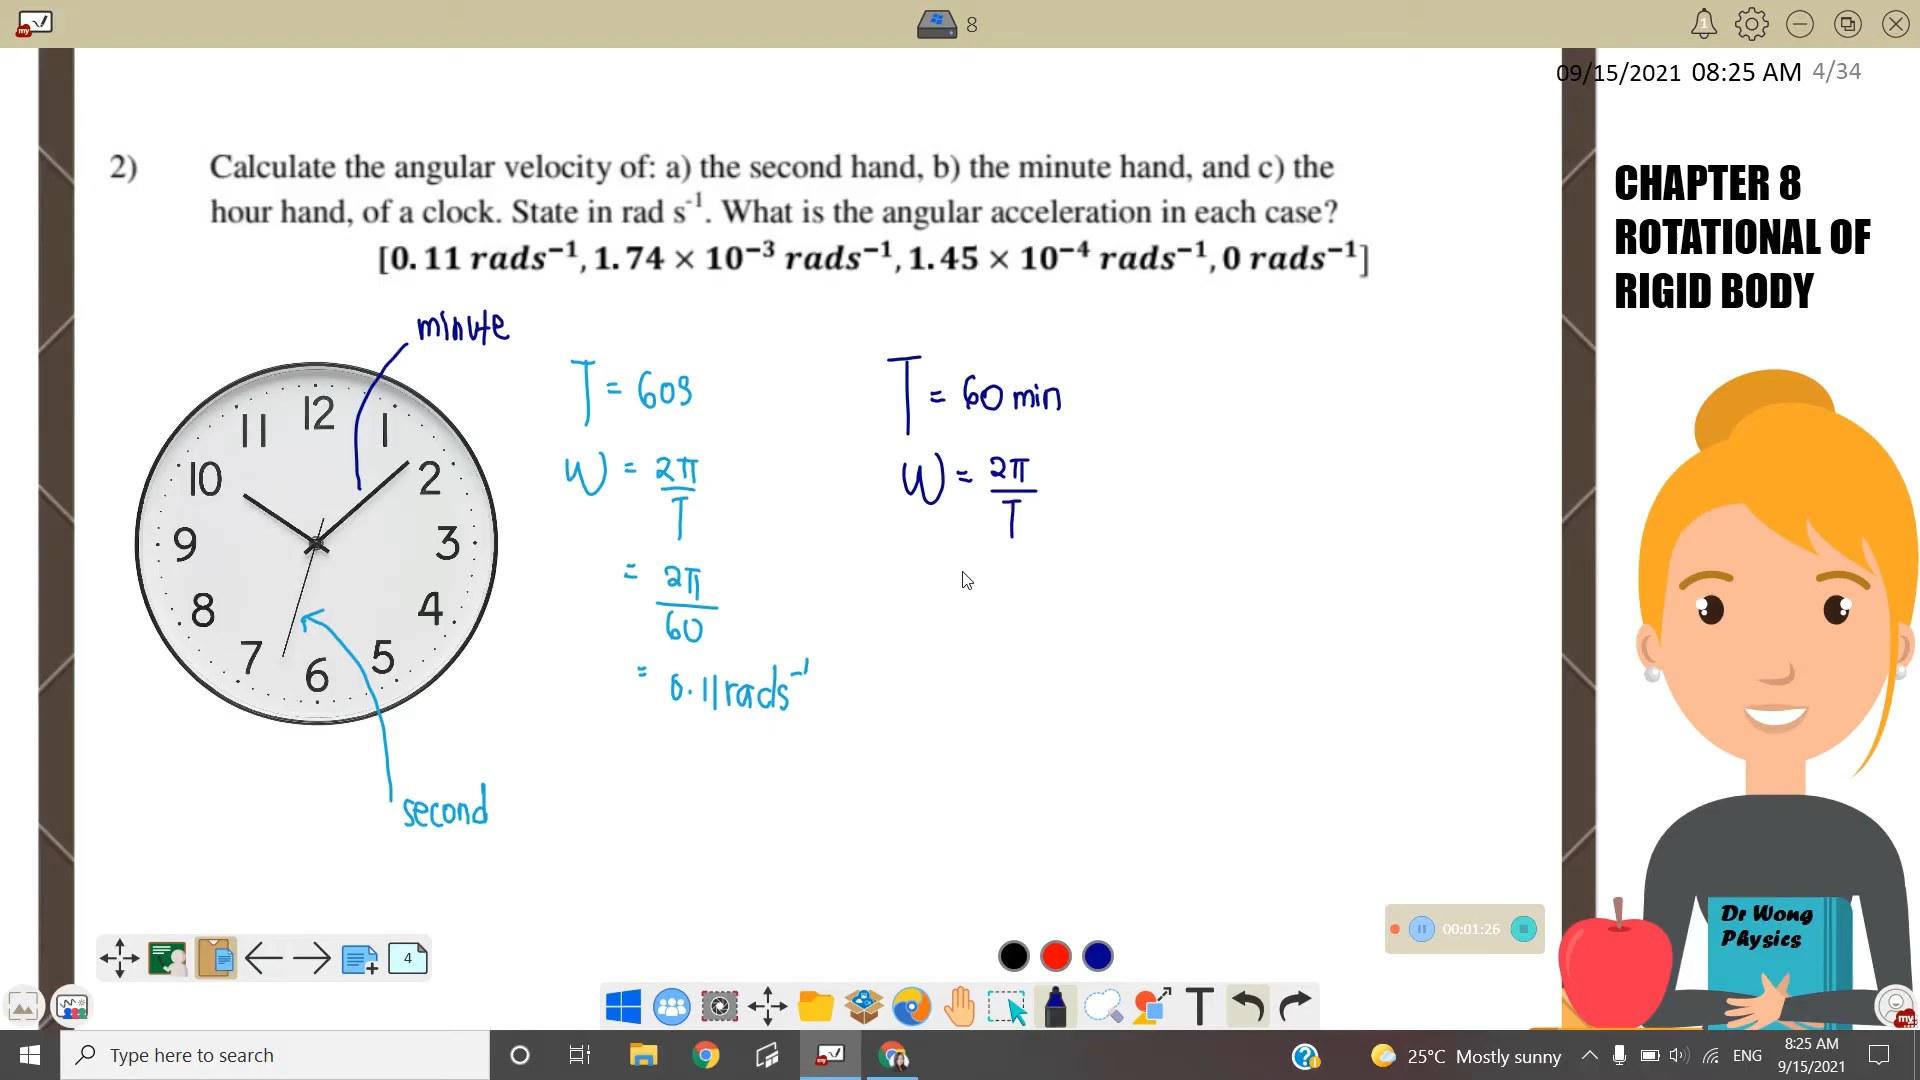 8
1
09/15/2021 08:25 AM 4/34
2) Calculate the angular velocity of: a) the second hand, b) the minute hand, and c) the
hour hand, of a clock. State in rad s⁻¹. What is the angular acceleration in each case?
[0.11 rads⁻¹, 1.74 × 10⁻³ rads⁻¹, 1.45 × 10⁻⁴ rads⁻¹, 0 rads⁻¹]
CHAPTER 8
ROTATIONAL OF
RIGID BODY
minute
12
1
2
3
4
5
6
7
8
9
10
11
second
T = 60s
W = 2π/T
= 2π/60
= 0.11 rads⁻¹
T = 60 min
W = 2π/T
Dr Wong
Physics
00:01:26
4
T
my
Type here to search
25°C Mostly sunny
ENG
8:25 AM
9/15/2021